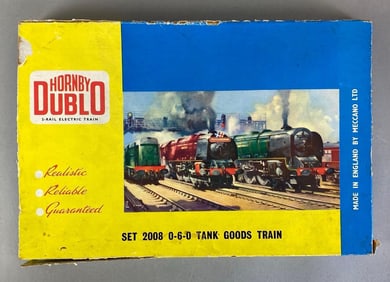 HORNBY
DUBLO
2-RAIL ELECTRIC TRAIN
Realistic
Reliable
Guaranteed
SET 2008 0-6-0 TANK GOODS TRAIN
MADE IN ENGLAND BY MECCANO LTD